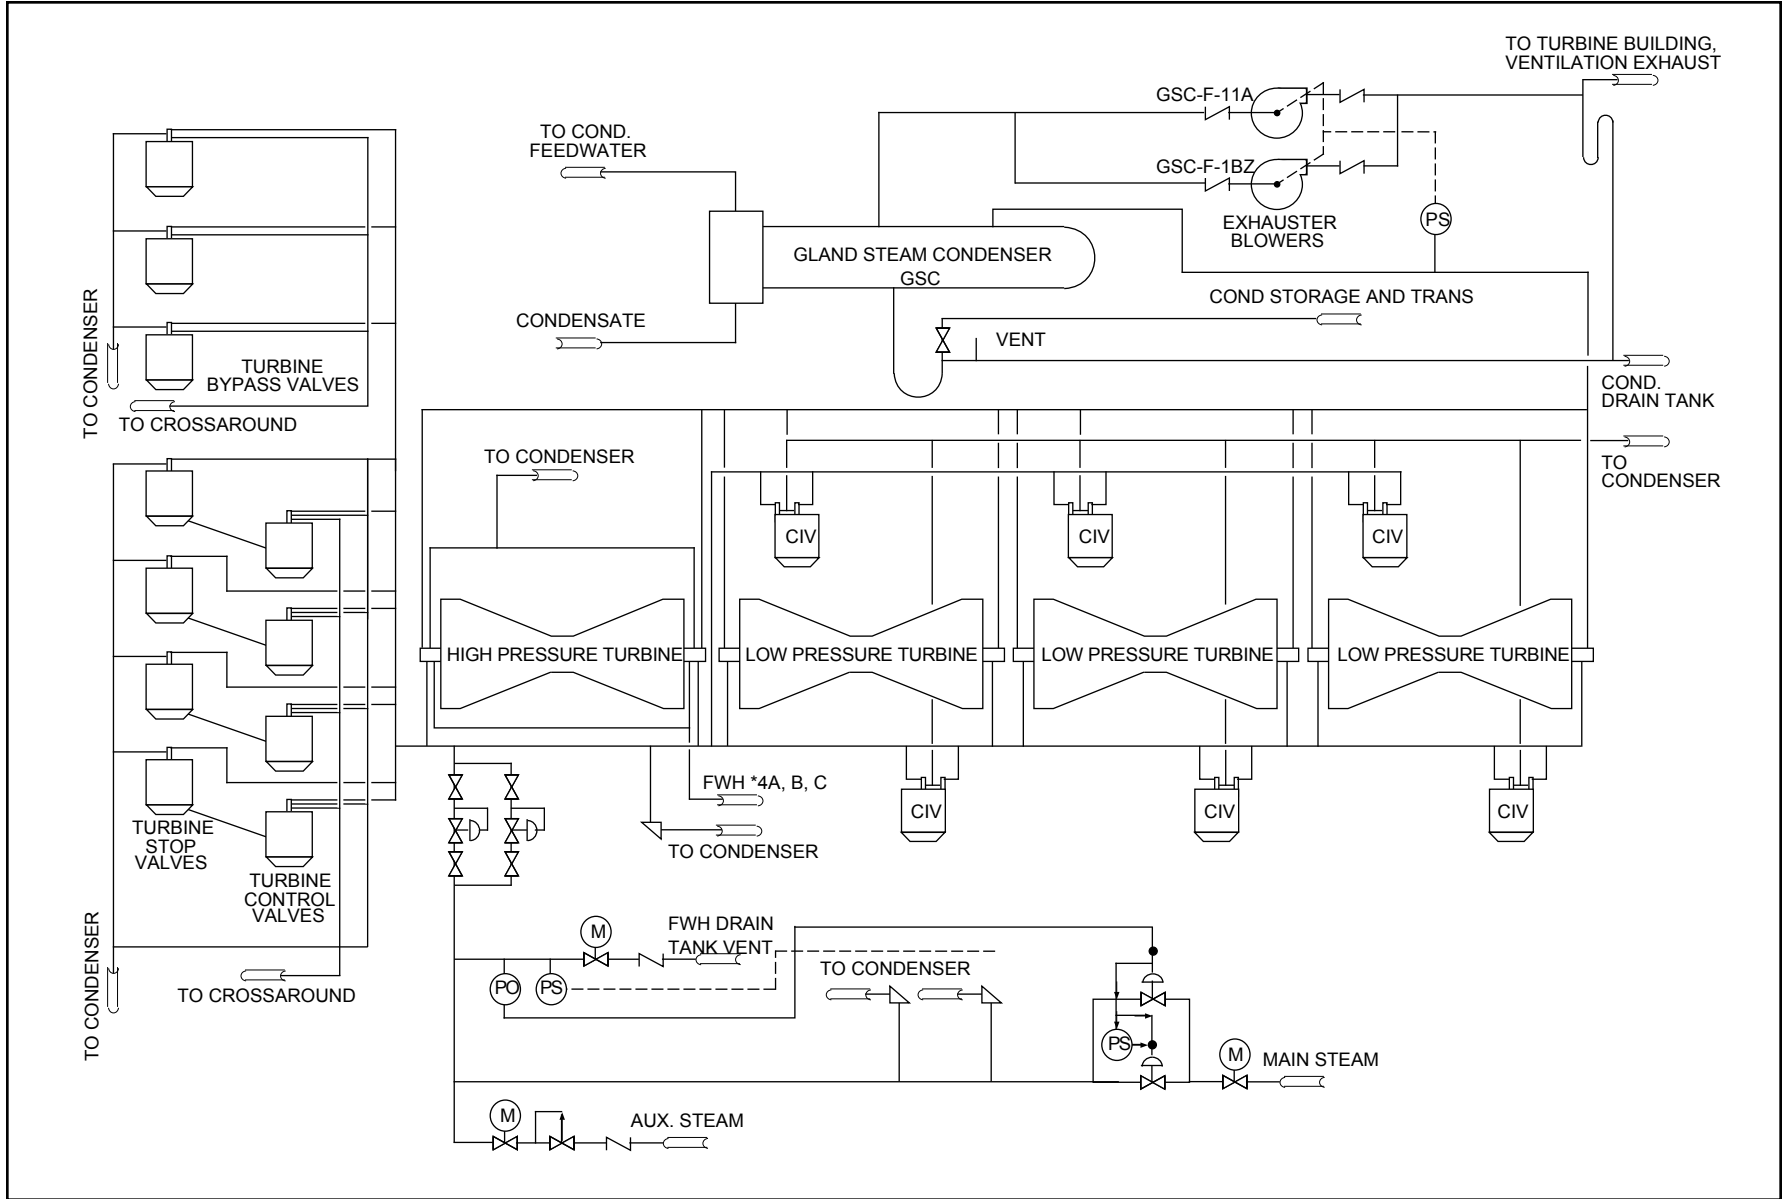 TO TURBINE BUILDING,
VENTILATION EXHAUST
GSC-F-11A
TO COND.
FEEDWATER
GSC-F-1BZ
PS
EXHAUSTER
BLOWERS
GLAND STEAM CONDENSER
GSC
COND STORAGE AND TRANS
CONDENSATE
VENT
TO CONDENSER
TURBINE
BYPASS VALVES
TO CROSSAROUND
COND.
DRAIN TANK
TO CONDENSER
TO
CONDENSER
CIV
CIV
CIV
HIGH PRESSURE TURBINE
LOW PRESSURE TURBINE
LOW PRESSURE TURBINE
LOW PRESSURE TURBINE
FWH *4A, B, C
CIV
CIV
CIV
TO CONDENSER
TURBINE
STOP
VALVES
TURBINE
CONTROL
VALVES
TO CONDENSER
TO CROSSAROUND
M
FWH DRAIN
TANK VENT
PO
PS
TO CONDENSER
PS
M
MAIN STEAM
M
AUX. STEAM